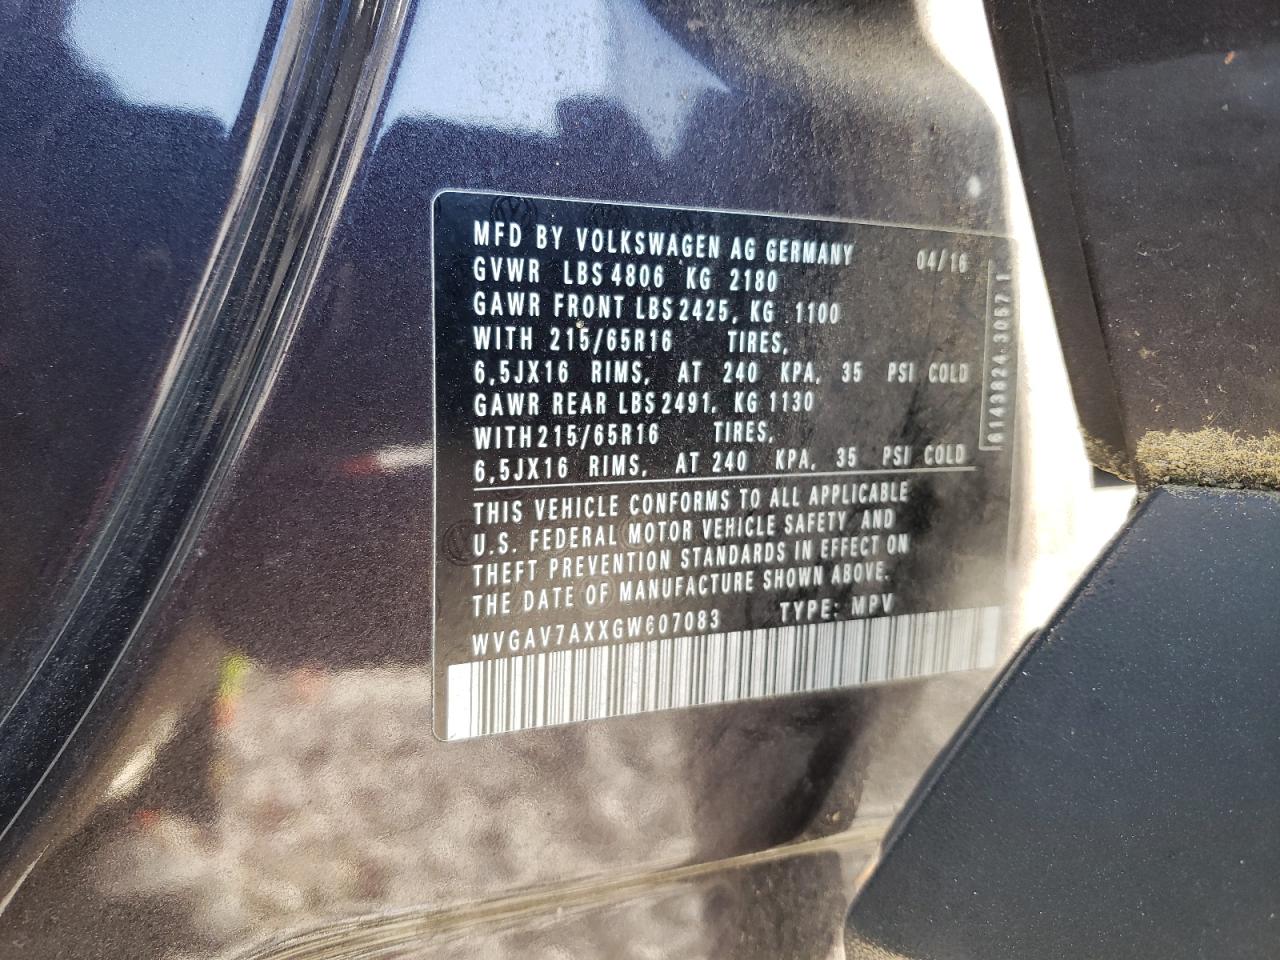 MFD BY VOLKSWAGEN AG GERMANY 04/16
GVWR LBS 4806 KG 2180
GAWR FRONT LBS 2425, KG 1100
WITH 215/65R16 TIRES,
6,5JX16 RIMS, AT 240 KPA, 35 PSI COLD
GAWR REAR LBS 2491, KG 1130
WITH 215/65R16 TIRES,
6,5JX16 RIMS, AT 240 KPA, 35 PSI COLD
THIS VEHICLE CONFORMS TO ALL APPLICABLE
U.S. FEDERAL MOTOR VEHICLE SAFETY AND
THEFT PREVENTION STANDARDS IN EFFECT ON
THE DATE OF MANUFACTURE SHOWN ABOVE.
WVGAV7AXXGW607083 TYPE: MPV